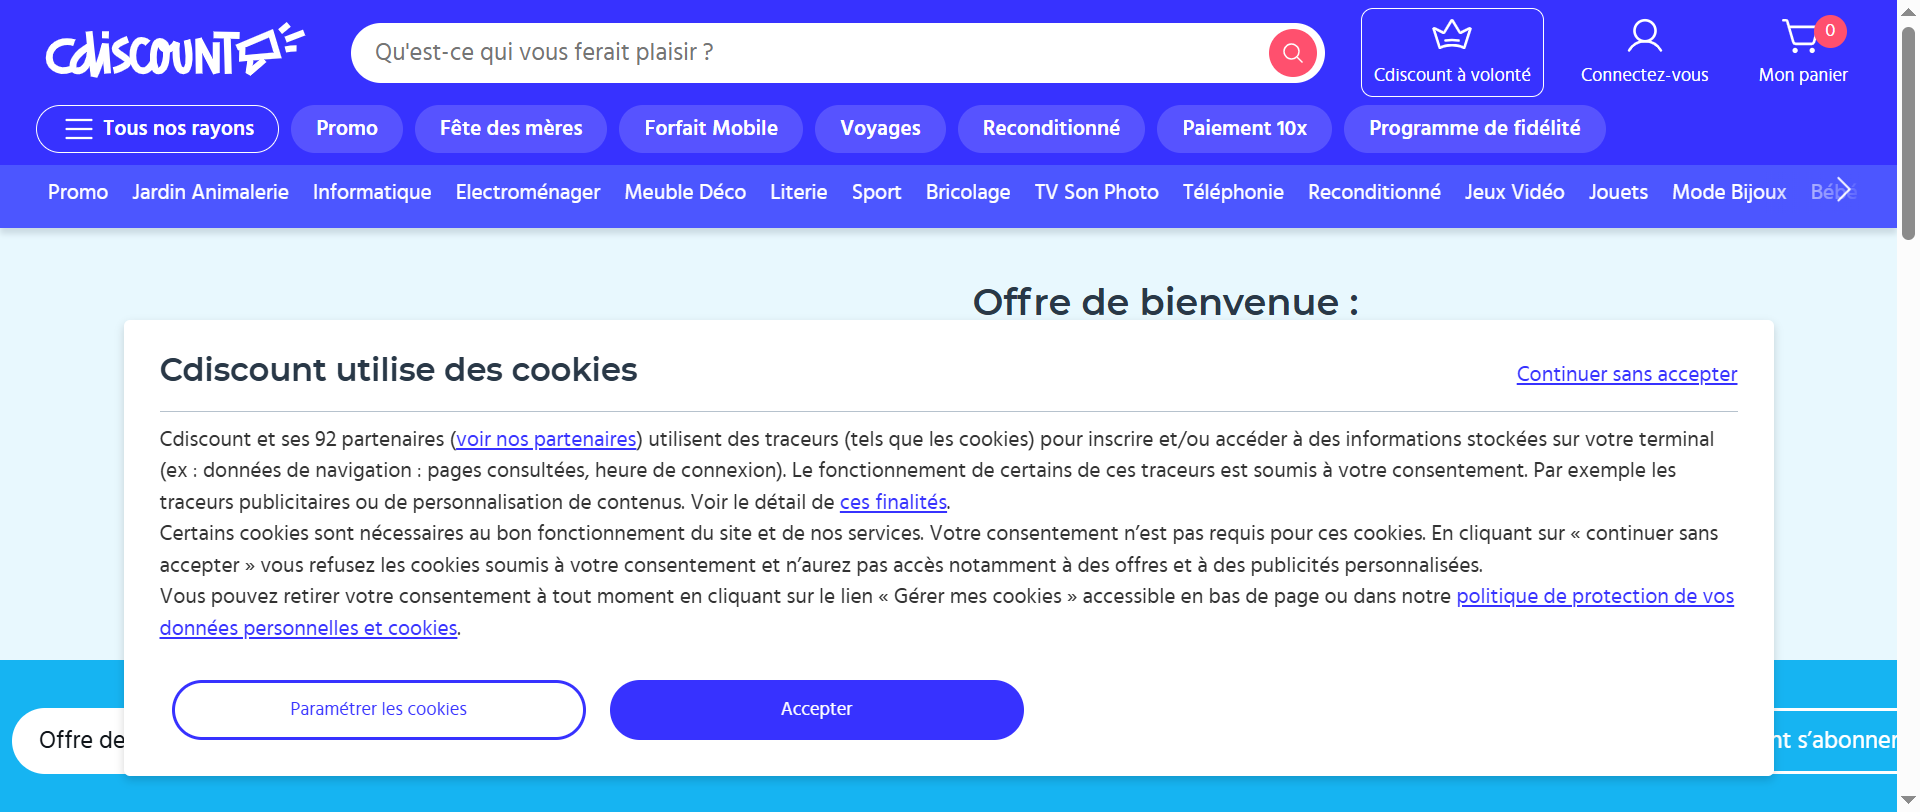 cdiscount
Qu'est-ce qui vous ferait plaisir ?
Cdiscount à volonté
Connectez-vous
0
Mon panier
Tous nos rayons
Promo
Fête des mères
Forfait Mobile
Voyages
Reconditionné
Paiement 10x
Programme de fidélité
Promo
Jardin Animalerie
Informatique
Electroménager
Meuble Déco
Literie
Sport
Bricolage
TV Son Photo
Téléphonie
Reconditionné
Jeux Vidéo
Jouets
Mode Bijoux
Bébé
Offre de bienvenue :
Cdiscount utilise des cookies
Continuer sans accepter
Cdiscount et ses 92 partenaires (voir nos partenaires) utilisent des traceurs (tels que les cookies) pour inscrire et/ou accéder à des informations stockées sur votre terminal
(ex : données de navigation : pages consultées, heure de connexion). Le fonctionnement de certains de ces traceurs est soumis à votre consentement. Par exemple les
traceurs publicitaires ou de personnalisation de contenus. Voir le détail de ces finalités.
Certains cookies sont nécessaires au bon fonctionnement du site et de nos services. Votre consentement n’est pas requis pour ces cookies. En cliquant sur « continuer sans
accepter » vous refusez les cookies soumis à votre consentement et n’aurez pas accès notamment à des offres et à des publicités personnalisées.
Vous pouvez retirer votre consentement à tout moment en cliquant sur le lien « Gérer mes cookies » accessible en bas de page ou dans notre politique de protection de vos
données personnelles et cookies.
Paramétrer les cookies
Accepter
Offre de
nt s’abonner